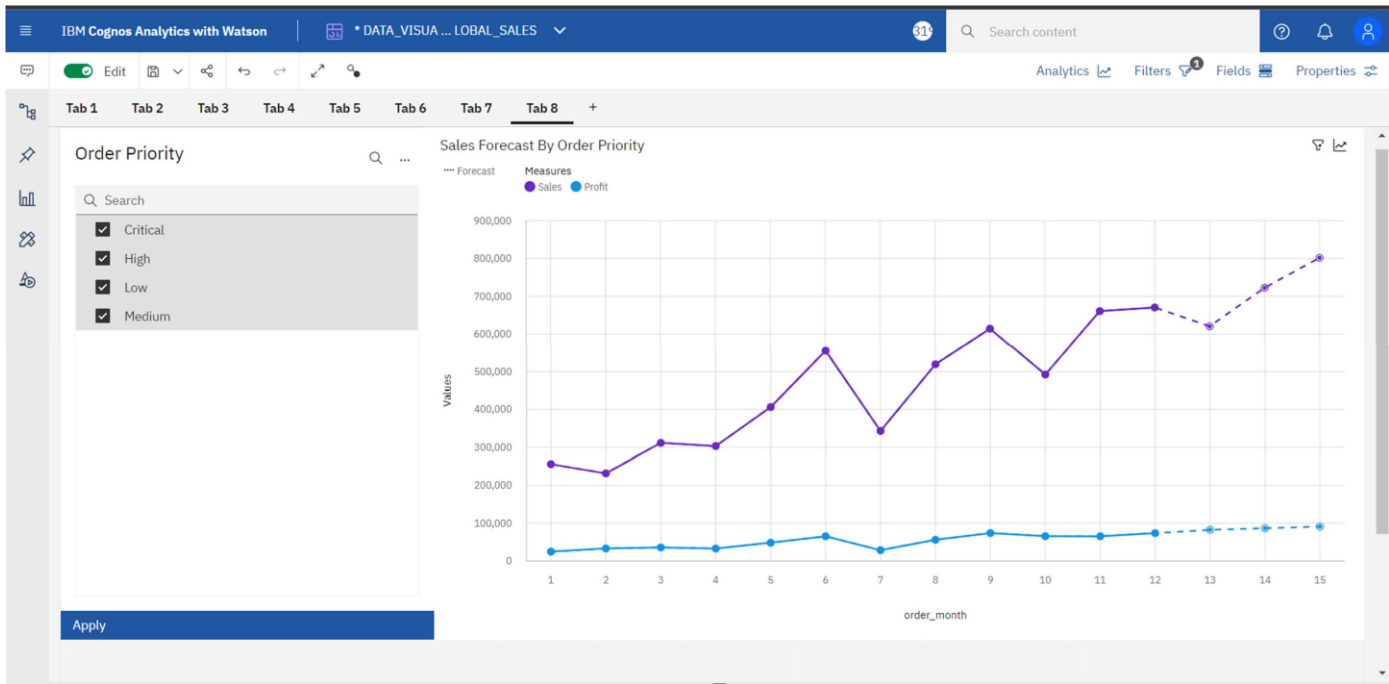 IBM Cognos Analytics with Watson
* DATA_VISUA ... LOBAL_SALES
Search content
Edit
Analytics
Filters 1
Fields
Properties
Tab 1 Tab 2 Tab 3 Tab 4 Tab 5 Tab 6 Tab 7 Tab 8 +
Order Priority
...
Search
Critical
High
Low
Medium
Apply
Sales Forecast By Order Priority
Forecast
Measures
Sales Profit
900,000
800,000
700,000
600,000
500,000
400,000
300,000
200,000
100,000
0
Values
1 2 3 4 5 6 7 8 9 10 11 12 13 14 15
order_month